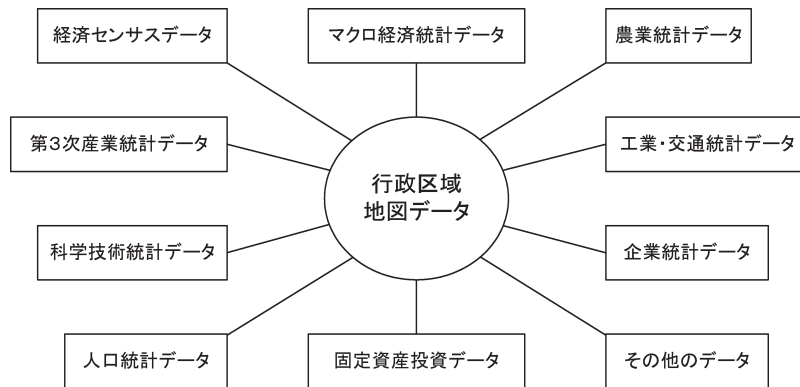 経済センサスデータ
マクロ経済統計データ
農業統計データ
第3次産業統計データ
工業・交通統計データ
行政区域
地図データ
科学技術統計データ
企業統計データ
人口統計データ
固定資産投資データ
その他のデータ